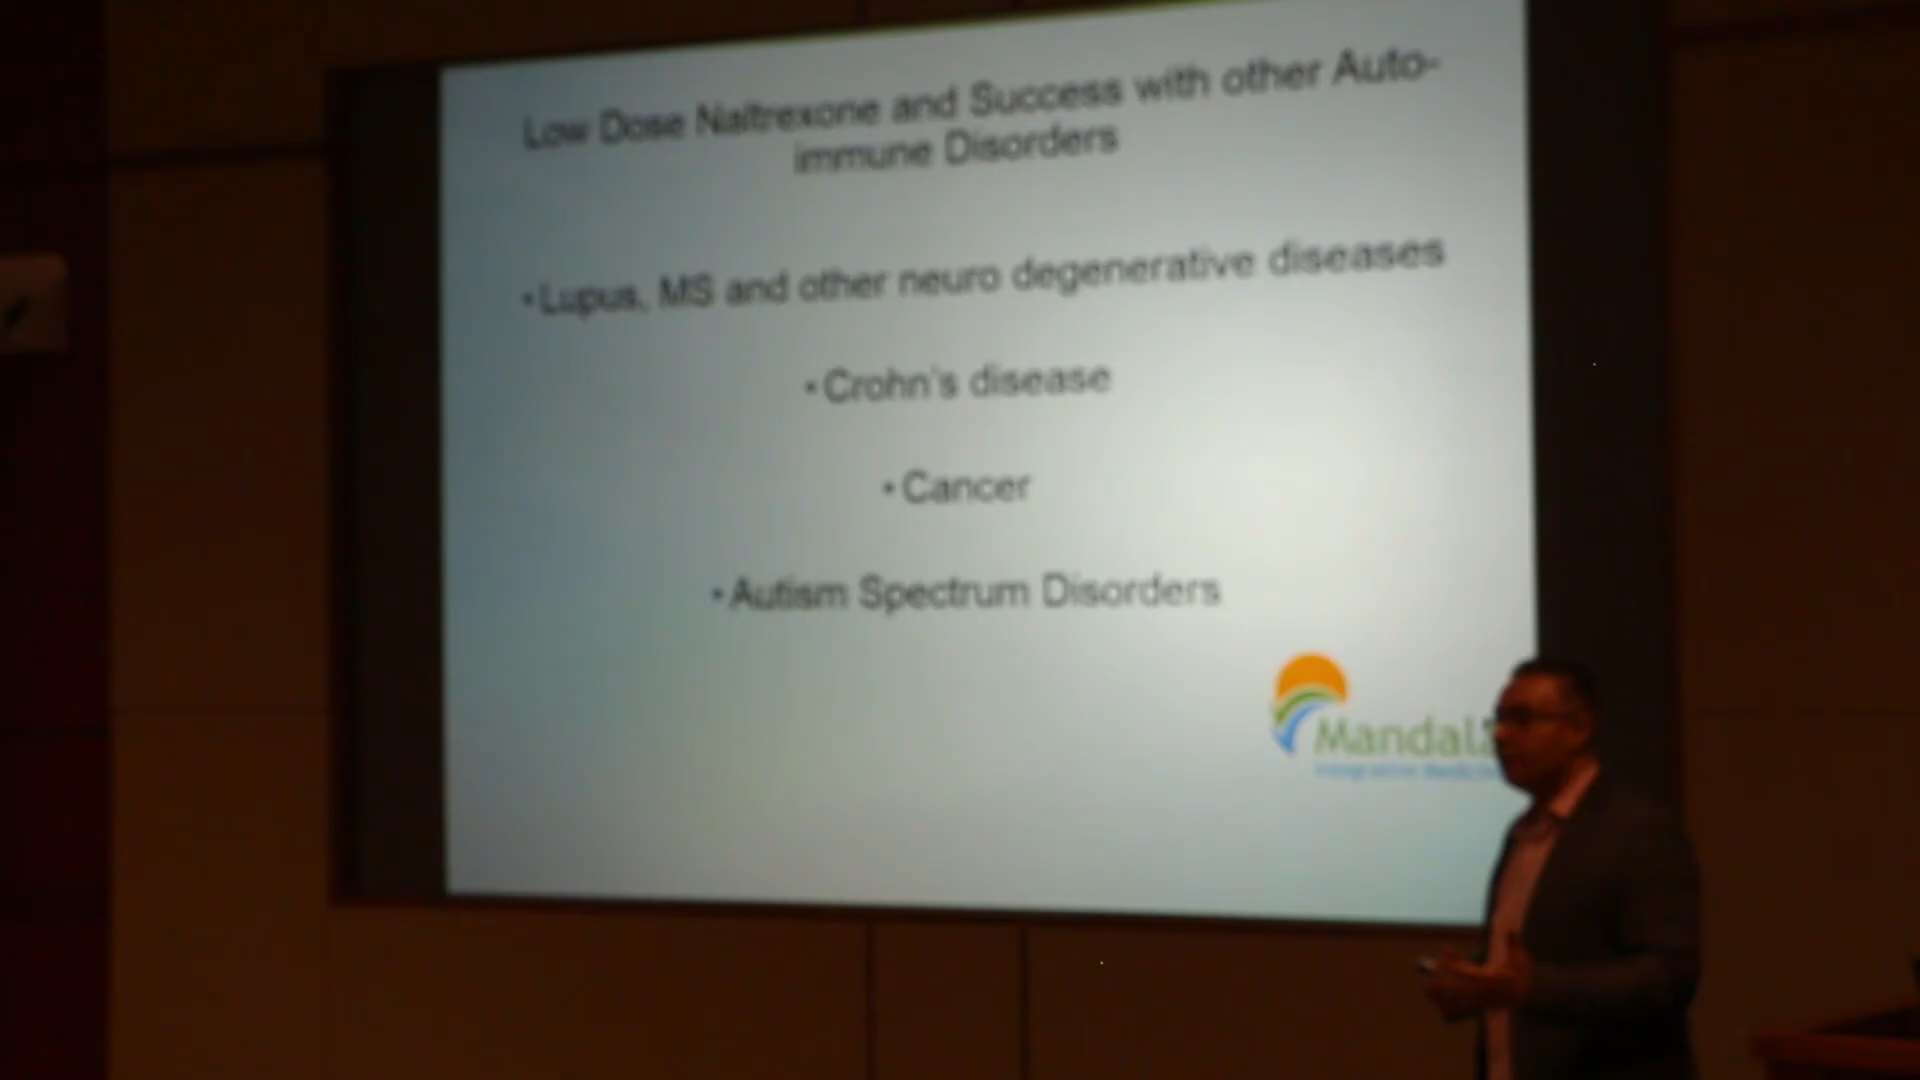 Low Dose Naltrexone and Success with other Auto-
immune Disorders
• Lupus, MS and other neuro degenerative diseases
• Crohn's disease
• Cancer
• Autism Spectrum Disorders
Mandala